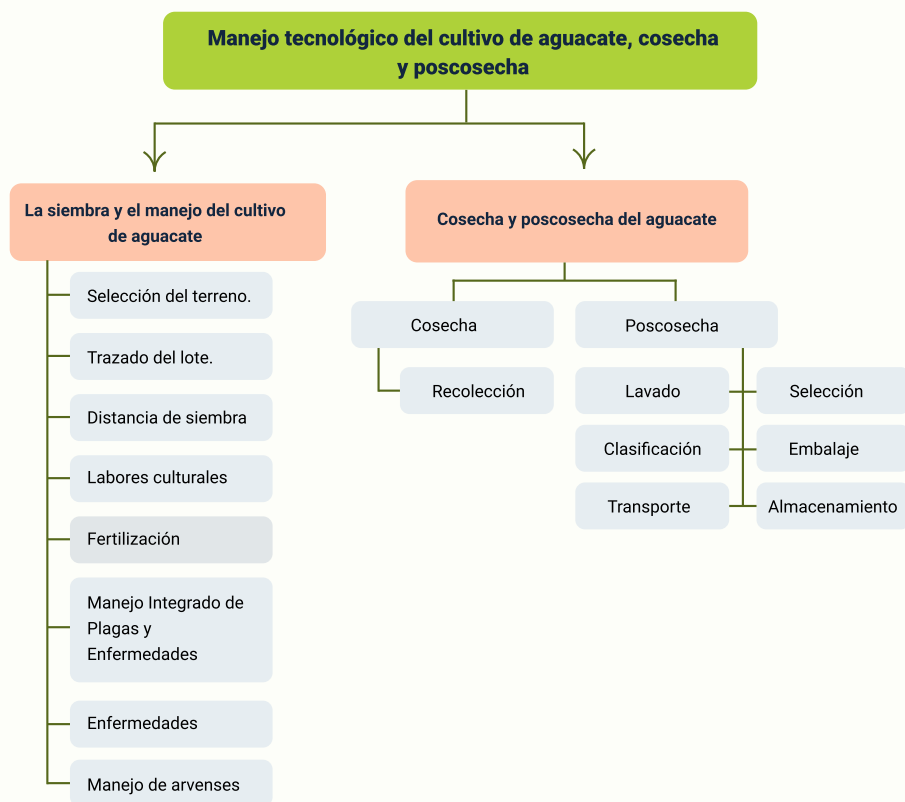 Manejo tecnológico del cultivo de aguacate, cosecha
y poscosecha
La siembra y el manejo del cultivo
de aguacate
Selección del terreno.
Trazado del lote.
Distancia de siembra
Labores culturales
Fertilización
Manejo Integrado de
Plagas y
Enfermedades
Enfermedades
Manejo de arvenses
Cosecha y poscosecha del aguacate
Cosecha
Recolección
Poscosecha
Lavado
Selección
Clasificación
Embalaje
Transporte
Almacenamiento